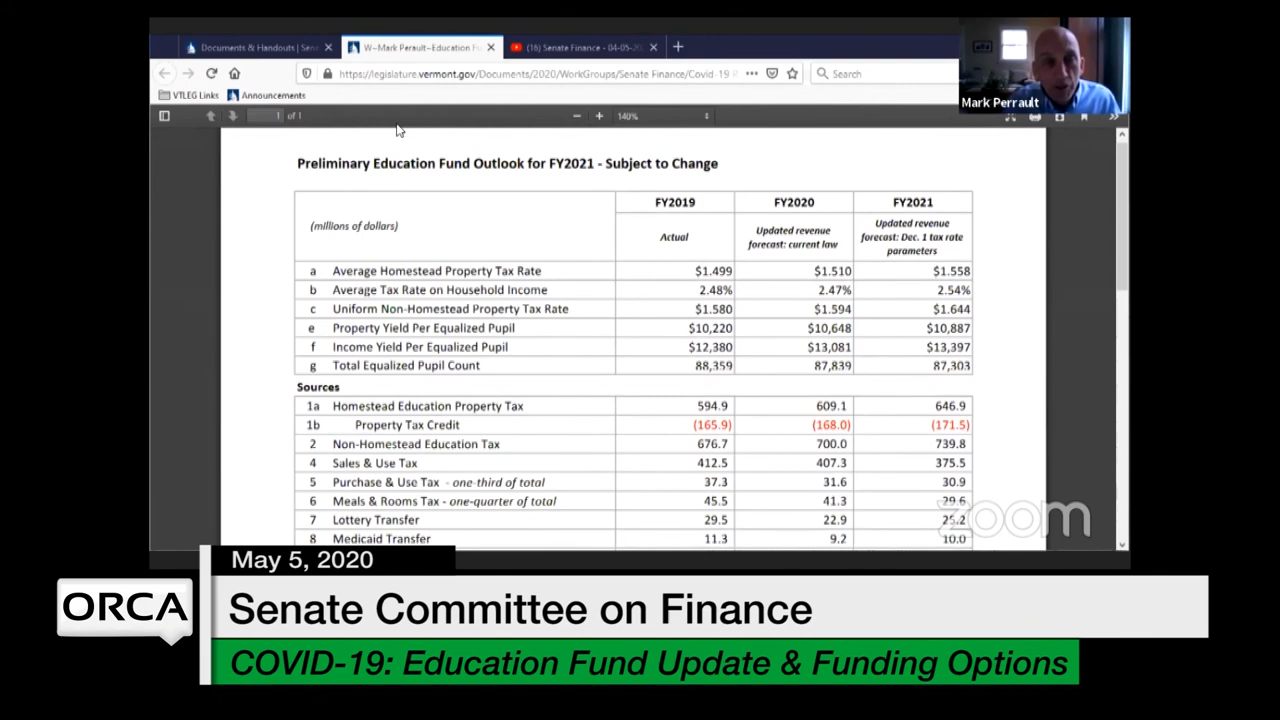 Documents & Handouts | Sen
W~Mark Perault~Education Fu
(16) Senate Finance - 04-05-20
https://legislature.vermont.gov/Documents/2020/WorkGroups/Senate Finance/Covid-19 R
Search
VTLEG Links
Announcements
Mark Perrault
1 of 1
140%
Preliminary Education Fund Outlook for FY2021 - Subject to Change
(millions of dollars) FY2019 FY2020 FY2021
Actual Updated revenue forecast: current law Updated revenue forecast: Dec. 1 tax rate parameters
a Average Homestead Property Tax Rate $1.499 $1.510 $1.558
b Average Tax Rate on Household Income 2.48% 2.47% 2.54%
c Uniform Non-Homestead Property Tax Rate $1.580 $1.594 $1.644
e Property Yield Per Equalized Pupil $10,220 $10,648 $10,887
f Income Yield Per Equalized Pupil $12,380 $13,081 $13,397
g Total Equalized Pupil Count 88,359 87,839 87,303
Sources
1a Homestead Education Property Tax 594.9 609.1 646.9
1b Property Tax Credit (165.9) (168.0) (171.5)
2 Non-Homestead Education Tax 676.7 700.0 739.8
4 Sales & Use Tax 412.5 407.3 375.5
5 Purchase & Use Tax - one-third of total 37.3 31.6 30.9
6 Meals & Rooms Tax - one-quarter of total 45.5 41.3 29.6
7 Lottery Transfer 29.5 22.9 25.2
8 Medicaid Transfer 11.3 9.2 10.0
zoom
May 5, 2020
ORCA
Senate Committee on Finance
COVID-19: Education Fund Update & Funding Options